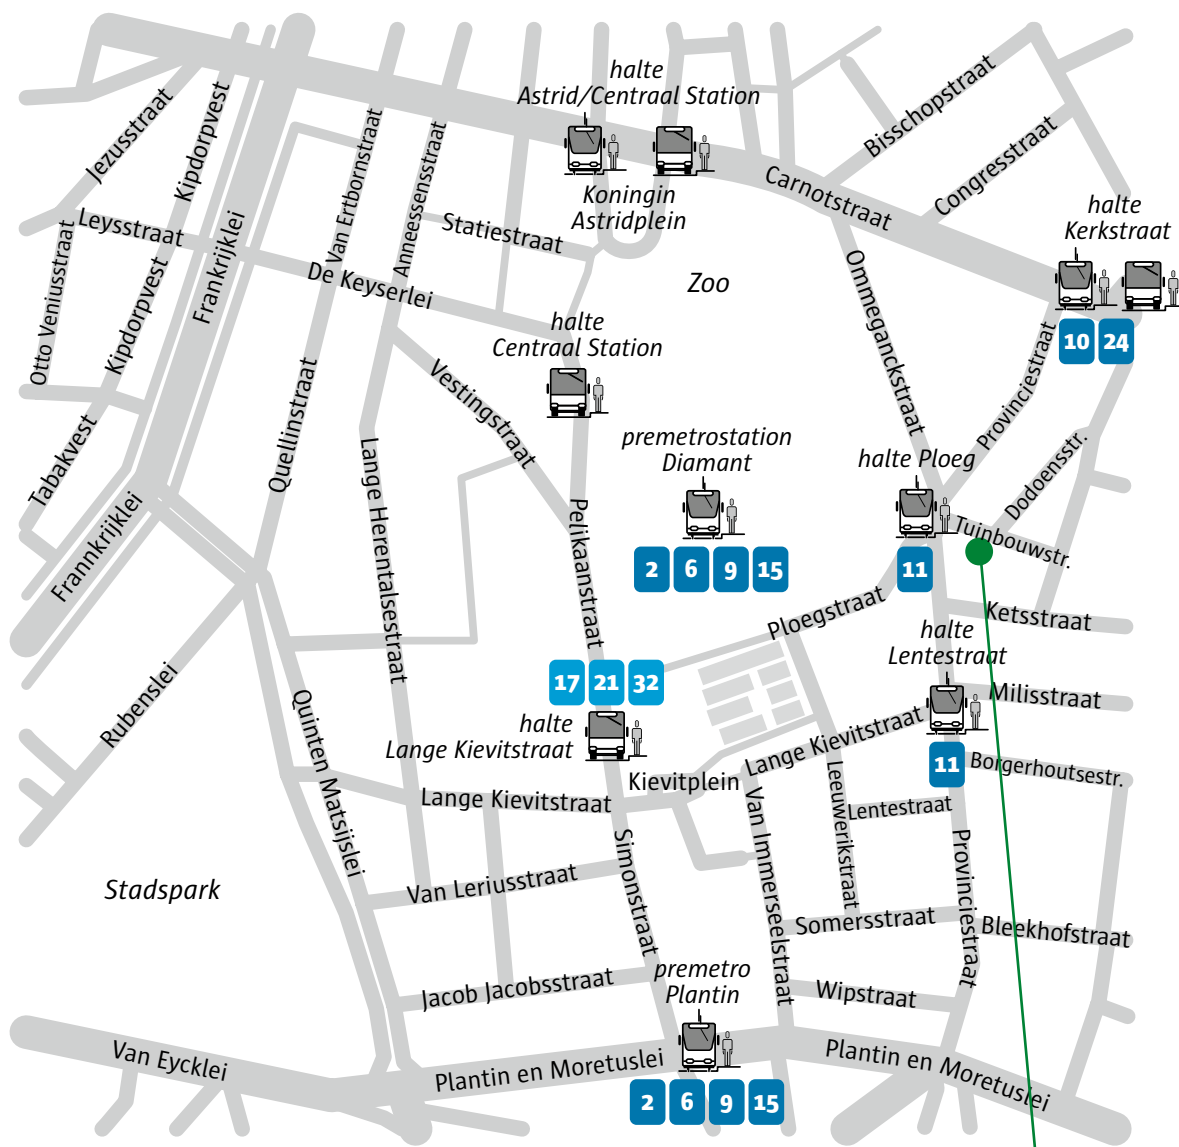 halte
Astrid/Centraal Station
Bisschopstraat
Jezusstraat
Kipdorpvest
Van Ertbornstraat
Anneessensstraat
Congresstraat
Carnotstraat
Koningin
Astridplein
halte
Kerkstraat
Leysstraat
Statiestraat
Frankrijklei
Otto Veniusstraat
De Keyserlei
Zoo
Ommeganckstraat
Kipdorpvest
halte
Centraal Station
10 24
Provinciestraat
Vestingstraat
Quellinstraat
Tabakvest
Lange Herentalsestraat
premetrostation
Diamant
halte Ploeg
Dodoensstr.
Pelikaanstraat
Tuinbouwstr.
Frannkrijklei
2 6 9 15
11
Ploegstraat
Ketsstraat
halte
Lentestraat
Rubenslei
Quinten Matsijslei
17 21 32
Milisstraat
halte
Lange Kievitstraat
Lange Kievitstraat
11
Borgerhoutsestr.
Kievitplein
Lange Kievitstraat
Leeuwerikstraat
Lentestraat
Van Immerseelstraat
Simonstraat
Provinciestraat
Stadspark
Van Leriusstraat
Somersstraat
Bleekhofstraat
premetro
Plantin
Jacob Jacobsstraat
Wipstraat
Van Eycklei
Plantin en Moretuslei
Plantin en Moretuslei
2 6 9 15